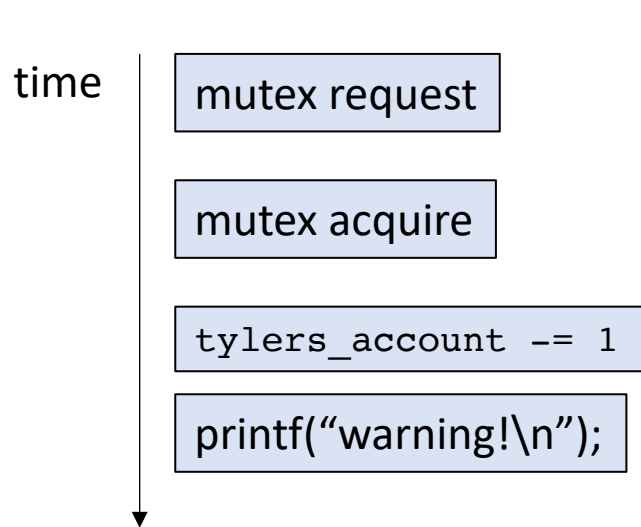 time
mutex request
mutex acquire
tylers_account -= 1
printf(“warning!\n”);